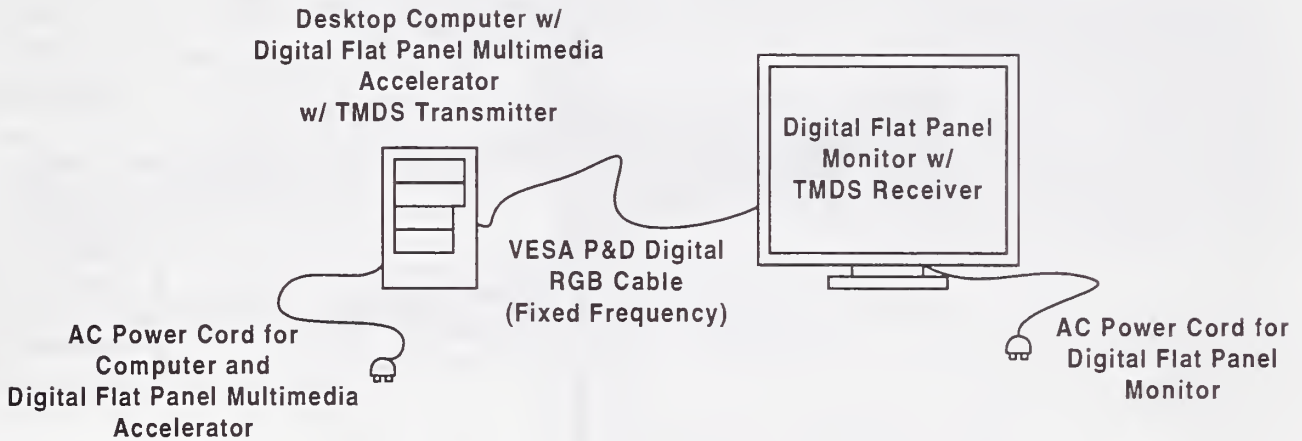 Desktop Computer w/
Digital Flat Panel Multimedia
Accelerator
w/ TMDS Transmitter
Digital Flat Panel
Monitor w/
TMDS Receiver
VESA P&D Digital
RGB Cable
(Fixed Frequency)
AC Power Cord for
Computer and
Digital Flat Panel Multimedia
Accelerator
AC Power Cord for
Digital Flat Panel
Monitor